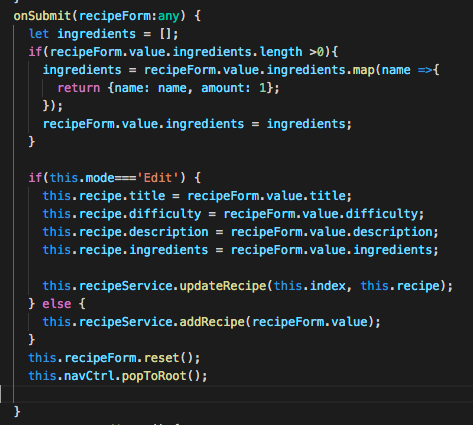 onSubmit(recipeForm:any) {
let ingredients = [];
if(recipeForm.value.ingredients.length >0){
ingredients = recipeForm.value.ingredients.map(name =>{
return {name: name, amount: 1};
});
recipeForm.value.ingredients = ingredients;
}
if(this.mode==='Edit') {
this.recipe.title = recipeForm.value.title;
this.recipe.difficulty = recipeForm.value.difficulty;
this.recipe.description = recipeForm.value.description;
this.recipe.ingredients = recipeForm.value.ingredients;
this.recipeService.updateRecipe(this.index, this.recipe);
} else {
this.recipeService.addRecipe(recipeForm.value);
}
this.recipeForm.reset();
this.navCtrl.popToRoot();
}